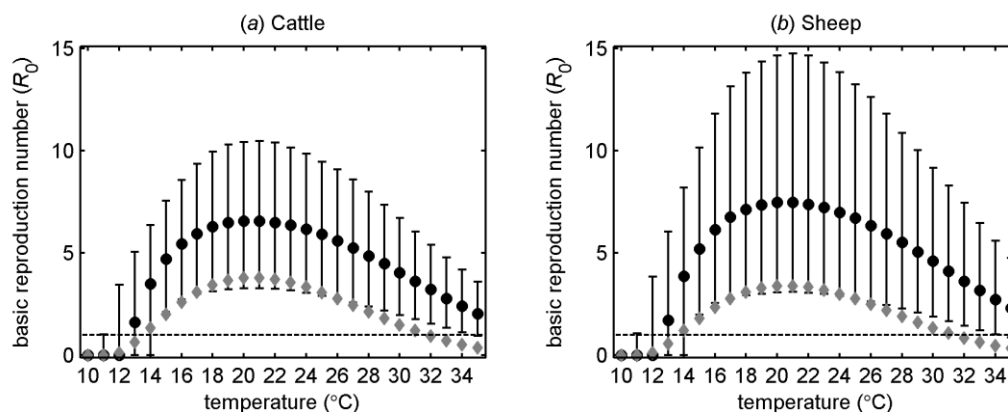 (a) Cattle
15
10
5
0
basic reproduction number (R0)
10 12 14 16 18 20 22 24 26 28 30 32 34
temperature (°C)
(b) Sheep
15
10
5
0
basic reproduction number (R0)
10 12 14 16 18 20 22 24 26 28 30 32 34
temperature (°C)